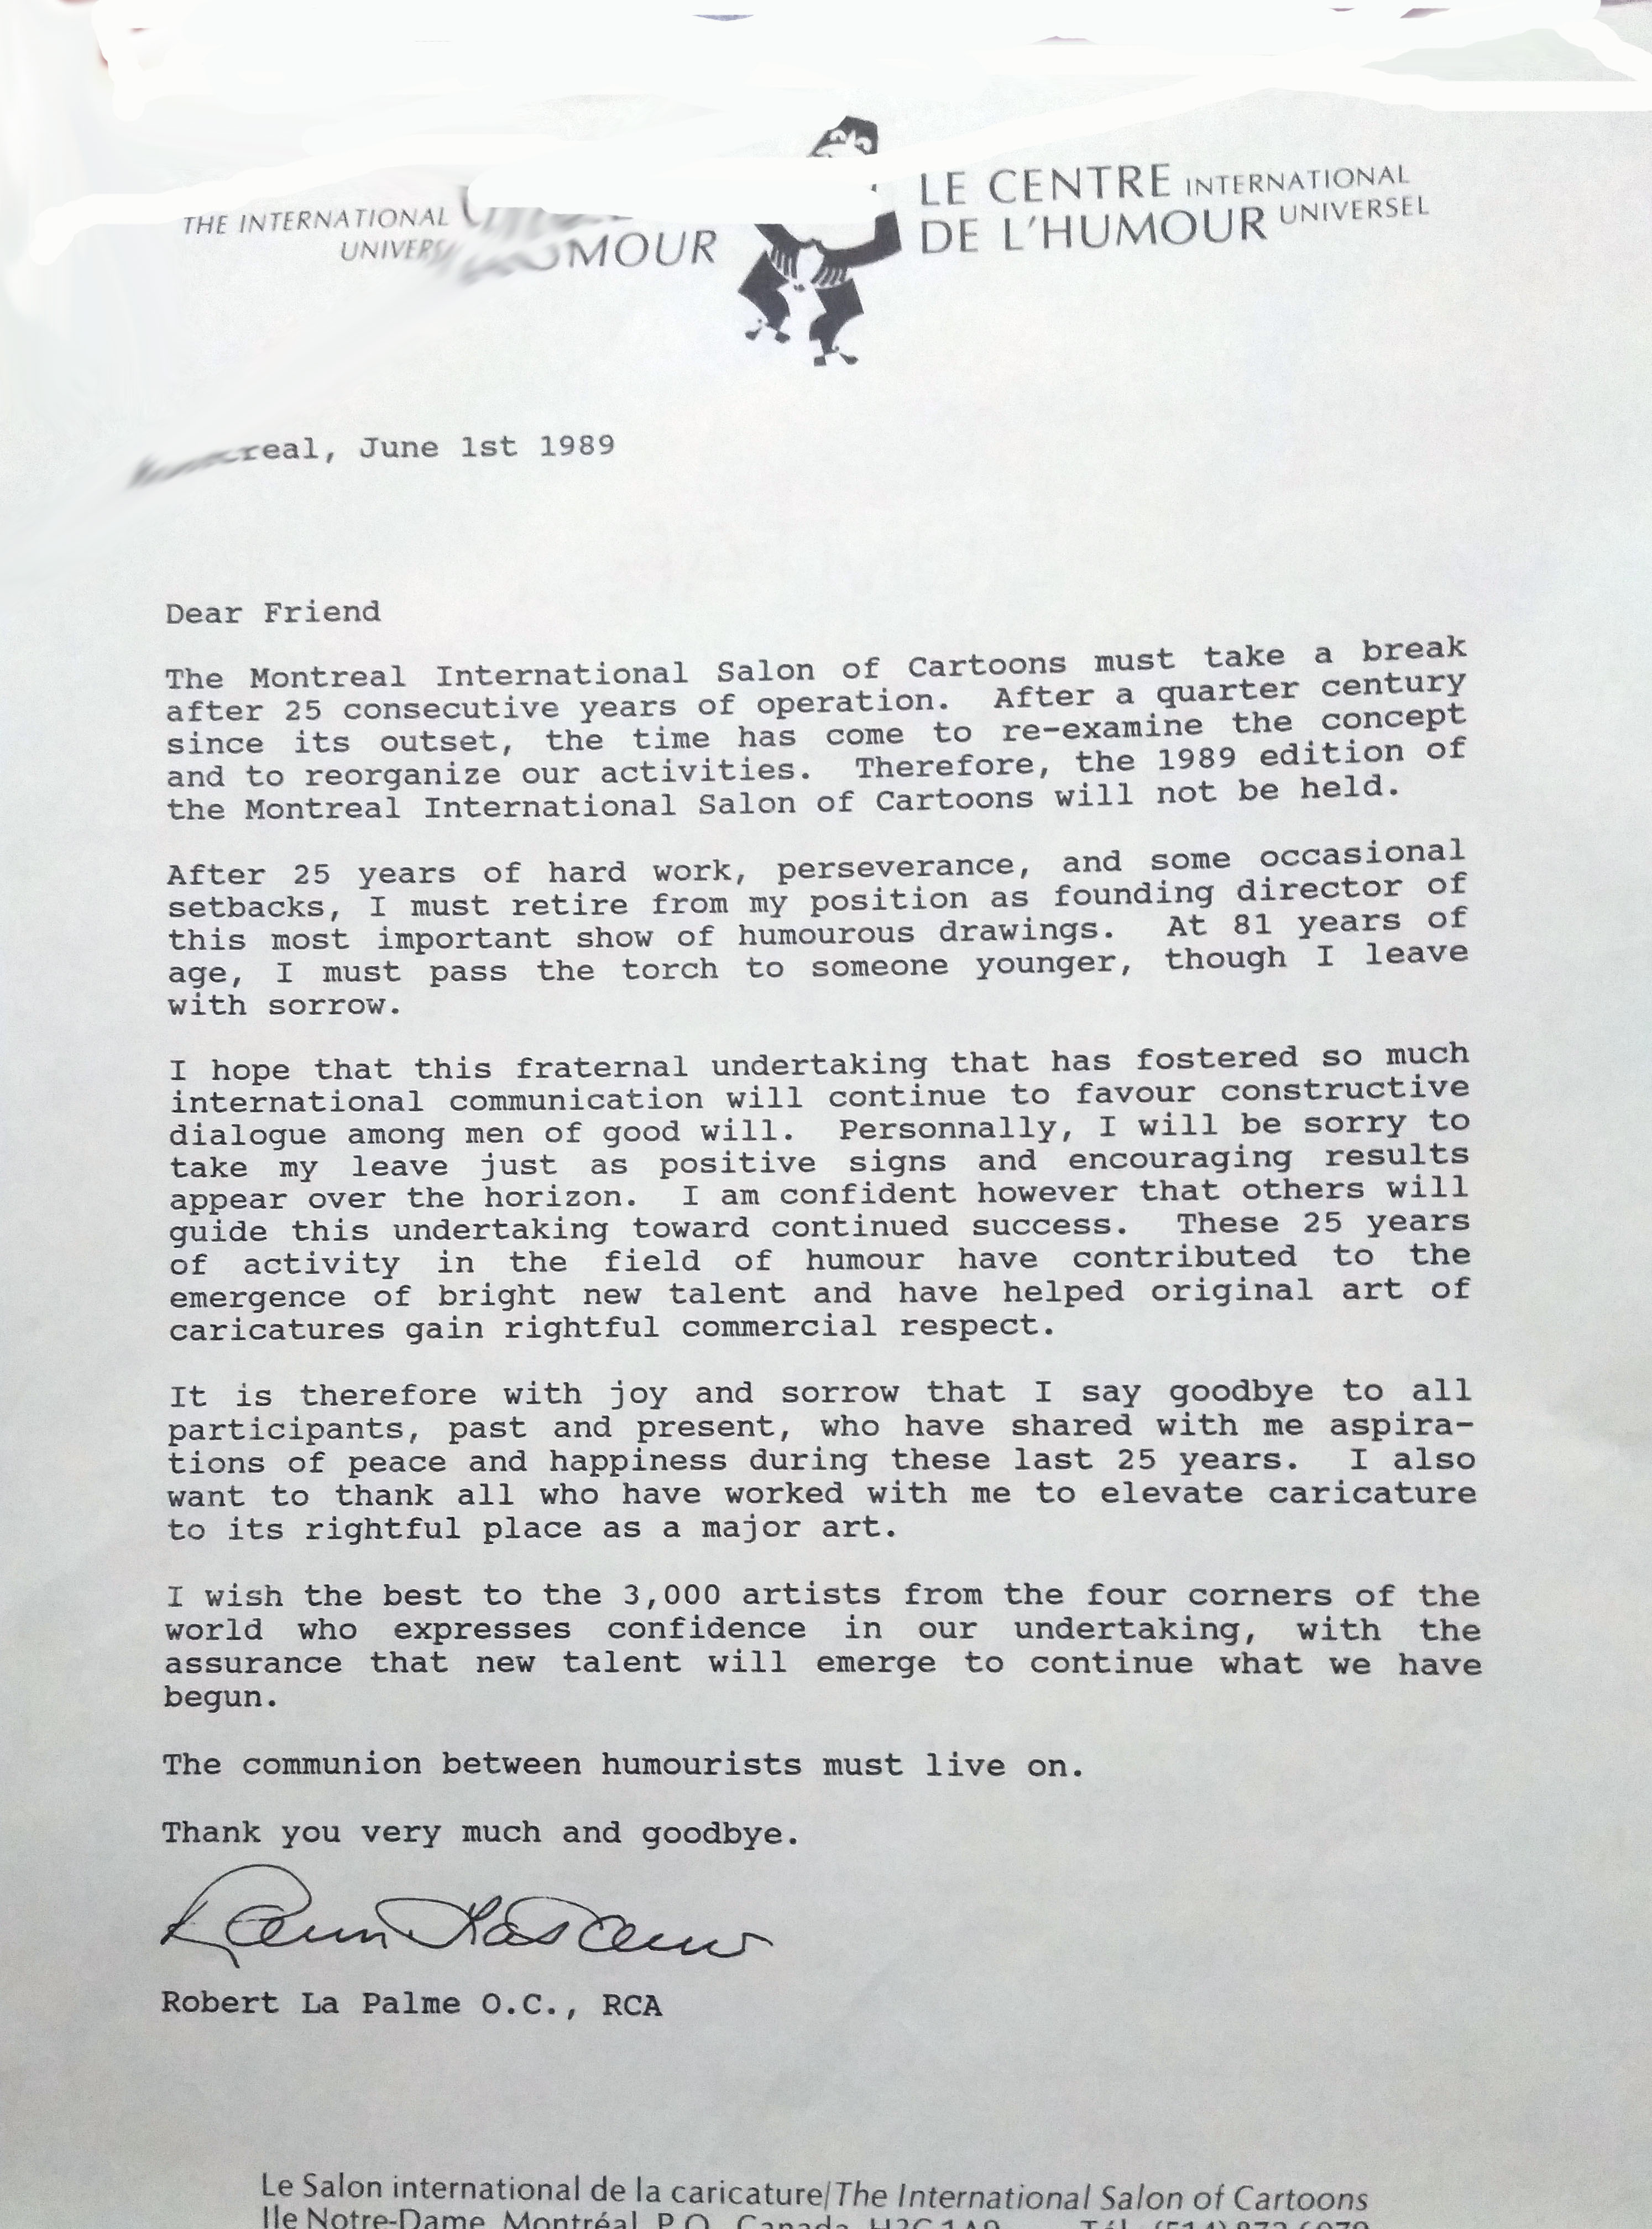 THE INTERNATIONAL
MOUR
LE CENTRE INTERNATIONAL
DE L'HUMOUR UNIVERSEL
real, June 1st 1989
Dear Friend
The Montreal International Salon of Cartoons must take a break
after 25 consecutive years of operation. After a quarter century
since its outset, the time has come to re-examine the concept
and to reorganize our activities. Therefore, the 1989 edition of
the Montreal International Salon of Cartoons will not be held.
After 25 years of hard work, perseverance, and some occasional
setbacks, I must retire from my position as founding director of
this most important show of humourous drawings. At 81 years of
age, I must pass the torch to someone younger, though I leave
with sorrow.
I hope that this fraternal undertaking that has fostered so much
international communication will continue to favour constructive
dialogue among men of good will. Personnally, I will be sorry to
take my leave just as positive signs and encouraging results
appear over the horizon. I am confident however that others will
guide this undertaking toward continued success. These 25 years
of activity in the field of humour have contributed to the
emergence of bright new talent and have helped original art of
caricatures gain rightful commercial respect.
It is therefore with joy and sorrow that I say goodbye to all
participants, past and present, who have shared with me aspira-
tions of peace and happiness during these last 25 years. I also
want to thank all who have worked with me to elevate caricature
to its rightful place as a major art.
I wish the best to the 3,000 artists from the four corners of the
world who expresses confidence in our undertaking, with the
assurance that new talent will emerge to continue what we have
begun.
The communion between humourists must live on.
Thank you very much and goodbye.
Robert La Palme O.C., RCA
Le Salon international de la caricature/The International Salon of Cartoons
Ile Notre-Dame, Montréal, P.Q., Canada